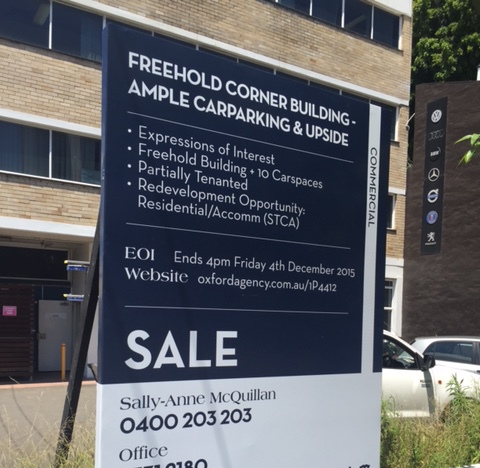 FREEHOLD CORNER BUILDING -
AMPLE CARPARKING & UPSIDE
• Expressions of Interest
• Freehold Building + 10 Carspaces
• Partially Tenanted
• Redevelopment Opportunity:
Residential/Accomm (STCA)
COMMERCIAL
EOI Ends 4pm Friday 4th December 2015
Website oxfordagency.com.au/1P4412
SALE
Sally-Anne McQuillan
0400 203 203
Office